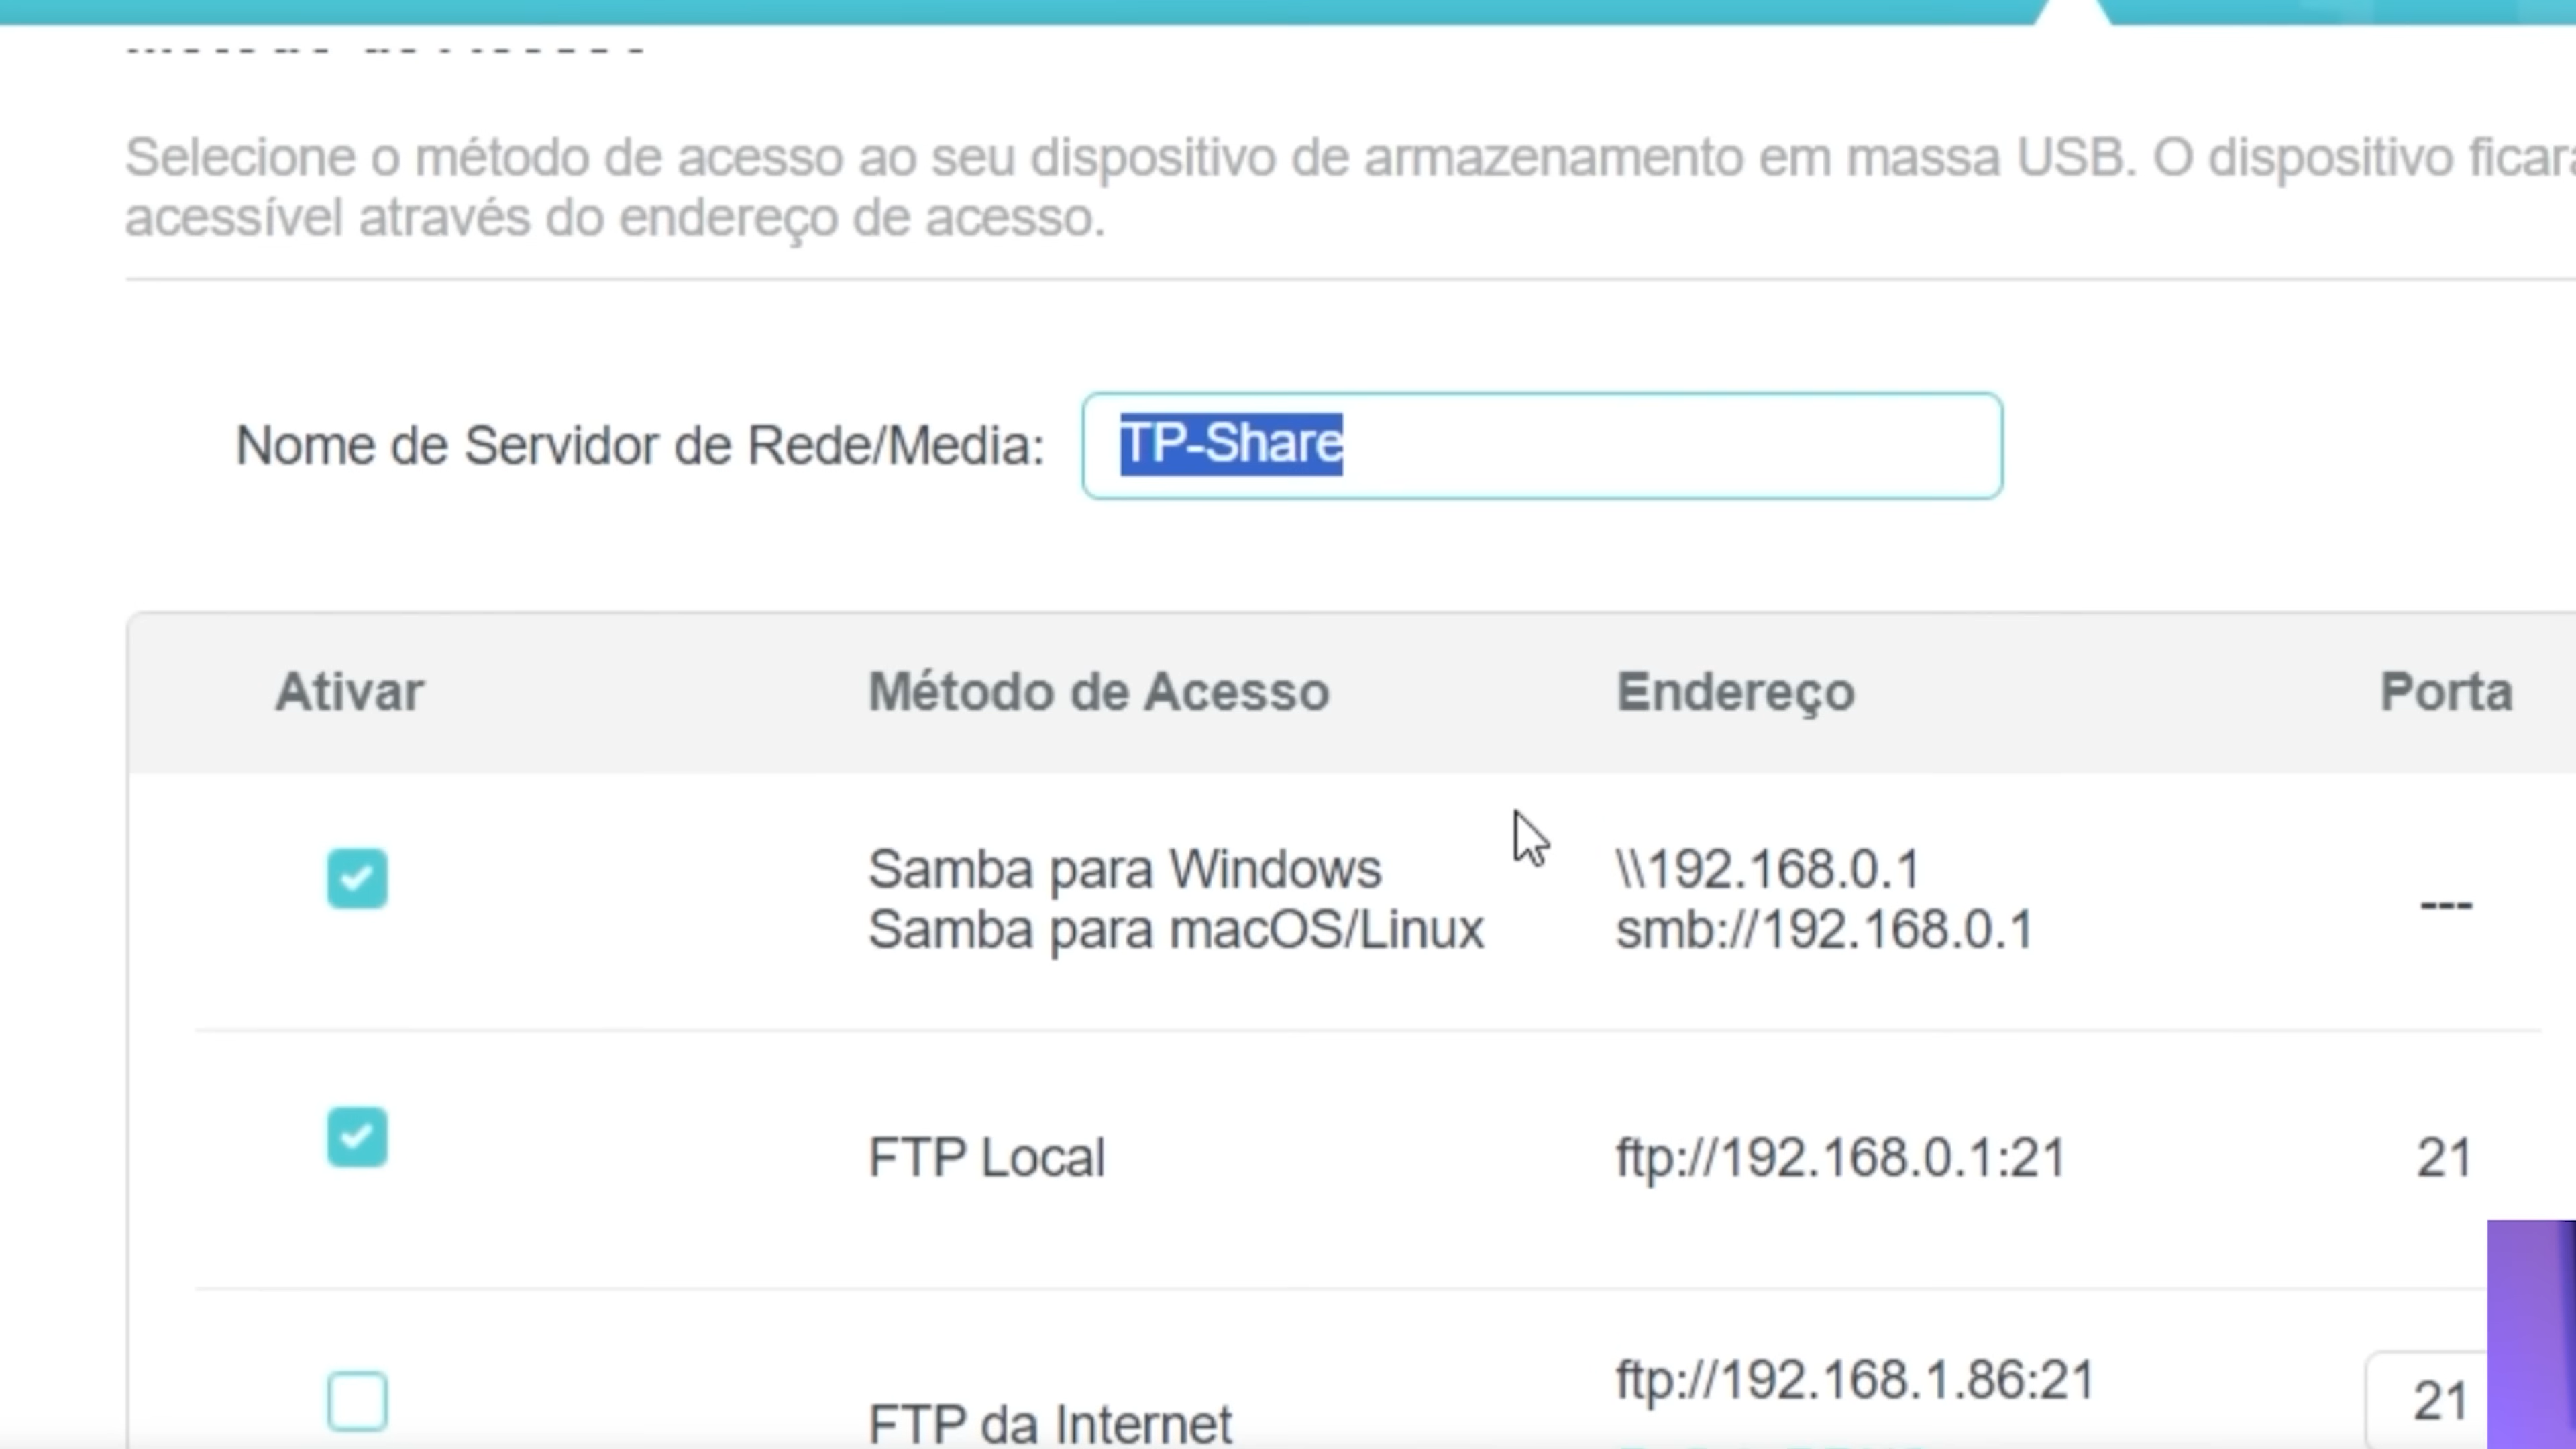 Selecione o método de acesso ao seu dispositivo de armazenamento em massa USB. O dispositivo ficará
acessível através do endereço de acesso.
Nome de Servidor de Rede/Media: TP-Share
Ativar Método de Acesso Endereço Porta
Samba para Windows \\192.168.0.1
Samba para macOS/Linux smb://192.168.0.1
---
FTP Local ftp://192.168.0.1:21 21
ftp://192.168.1.86:21
FTP da Internet 21